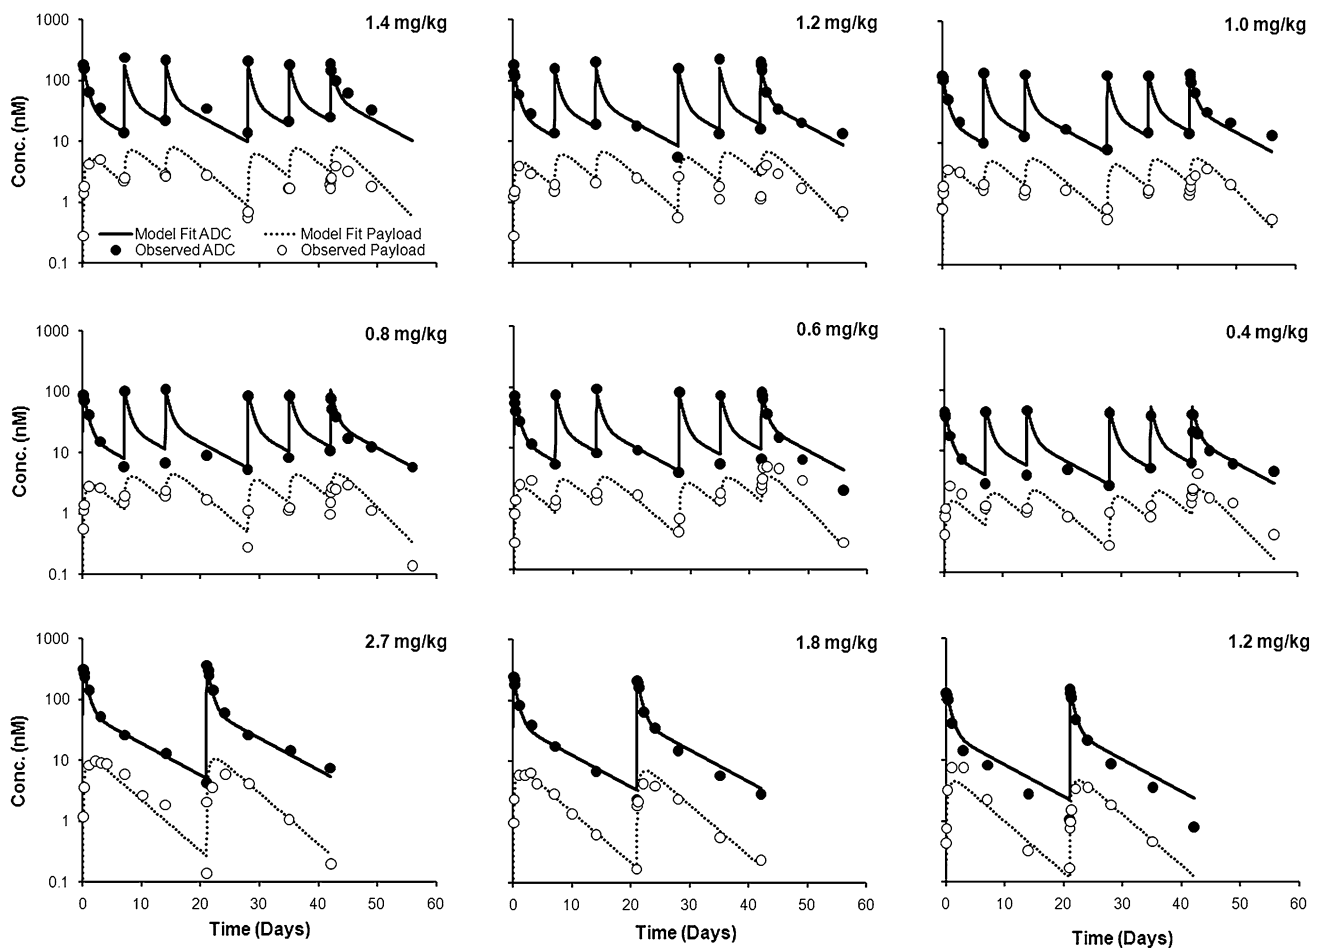 1.4 mg/kg
1.2 mg/kg
1.0 mg/kg
Conc. (nM)
1000
100
10
1
0.1
Model Fit ADC
Model Fit Payload
Observed ADC
Observed Payload
0.8 mg/kg
0.6 mg/kg
0.4 mg/kg
Conc. (nM)
1000
100
10
1
0.1
2.7 mg/kg
1.8 mg/kg
1.2 mg/kg
Conc. (nM)
1000
100
10
1
0.1
0 10 20 30 40 50 60
0 10 20 30 40 50 60
0 10 20 30 40 50 60
Time (Days)
Time (Days)
Time (Days)